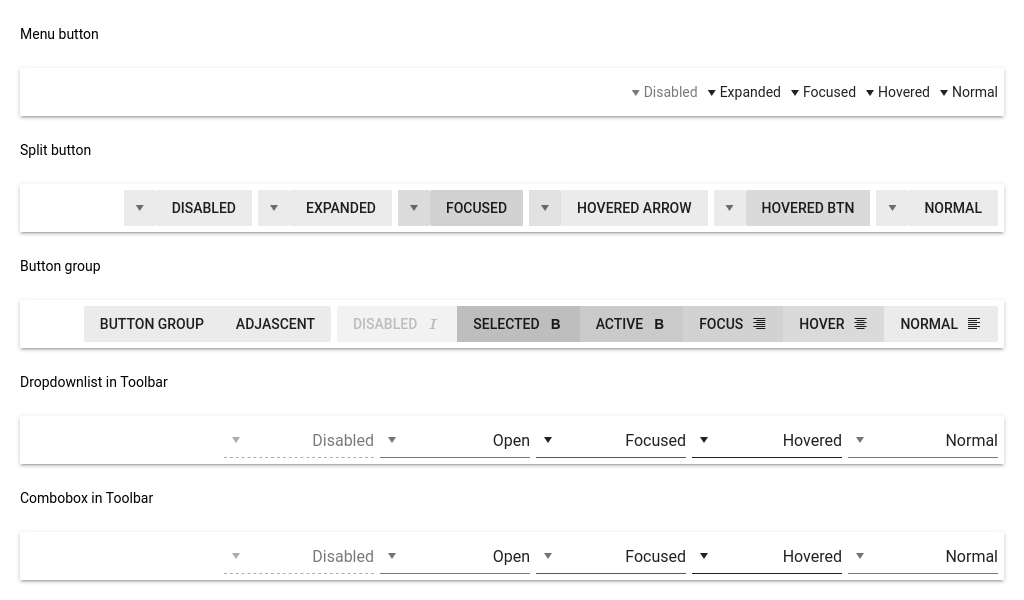 Menu button
Disabled Expanded Focused Hovered Normal
Split button
DISABLED EXPANDED FOCUSED HOVERED ARROW HOVERED BTN NORMAL
Button group
BUTTON GROUP ADJASCENT DISABLED I SELECTED B ACTIVE B FOCUS HOVER NORMAL
Dropdownlist in Toolbar
Disabled Open Focused Hovered Normal
Combobox in Toolbar
Disabled Open Focused Hovered Normal